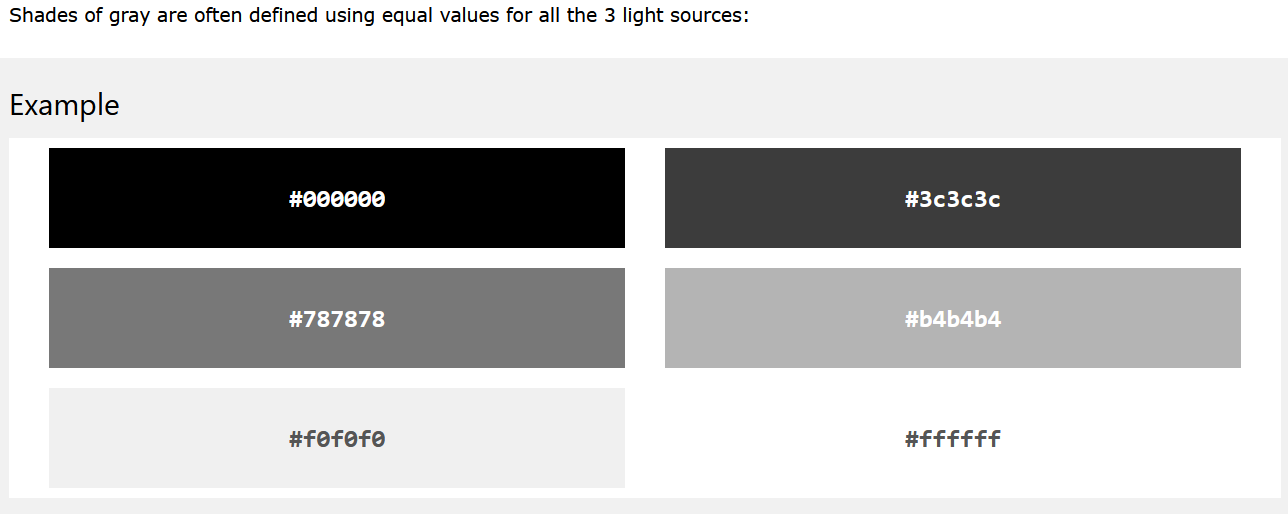 Shades of gray are often defined using equal values for all the 3 light sources:
Example
#000000
#3c3c3c
#787878
#b4b4b4
#f0f0f0
#ffffff